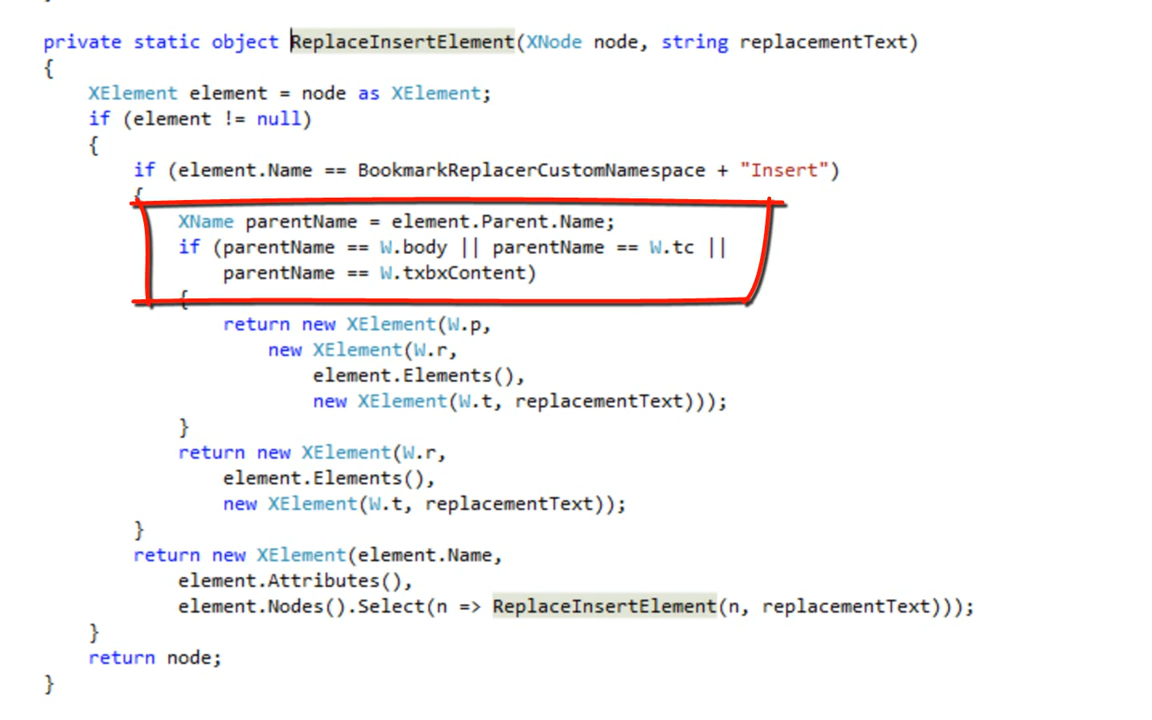 private static object ReplaceInsertElement(XNode node, string replacementText)
{
XElement element = node as XElement;
if (element != null)
{
if (element.Name == BookmarkReplacerCustomNamespace + "Insert")
{
XName parentName = element.Parent.Name;
if (parentName == W.body || parentName == W.tc ||
parentName == W.txbxContent)
{
return new XElement(W.p,
new XElement(W.r,
element.Elements(),
new XElement(W.t, replacementText)));
}
return new XElement(W.r,
element.Elements(),
new XElement(W.t, replacementText));
}
return new XElement(element.Name,
element.Attributes(),
element.Nodes().Select(n => ReplaceInsertElement(n, replacementText)));
}
return node;
}